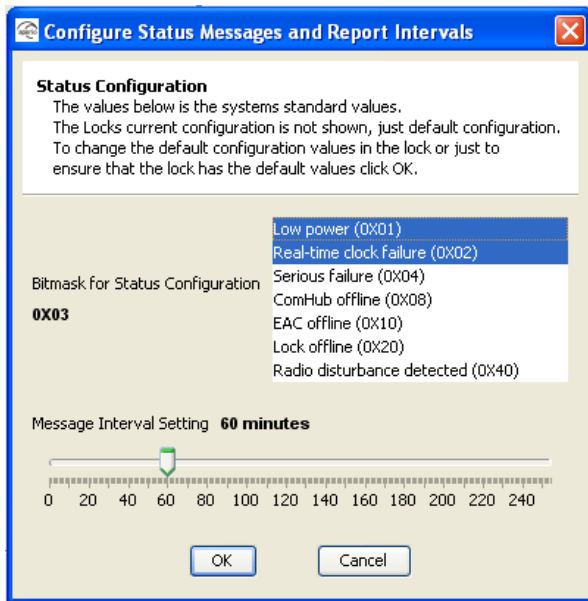 Configure Status Messages and Report Intervals
Status Configuration
The values below is the systems standard values.
The Locks current configuration is not shown, just default configuration.
To change the default configuration values in the lock or just to
ensure that the lock has the default values click OK.
Low power (0X01)
Real-time clock failure (0X02)
Serious failure (0X04)
ComHub offline (0X08)
EAC offline (0X10)
Lock offline (0X20)
Radio disturbance detected (0X40)
Bitmask for Status Configuration
0X03
Message Interval Setting 60 minutes
0 20 40 60 80 100 120 140 160 180 200 220 240
OK Cancel